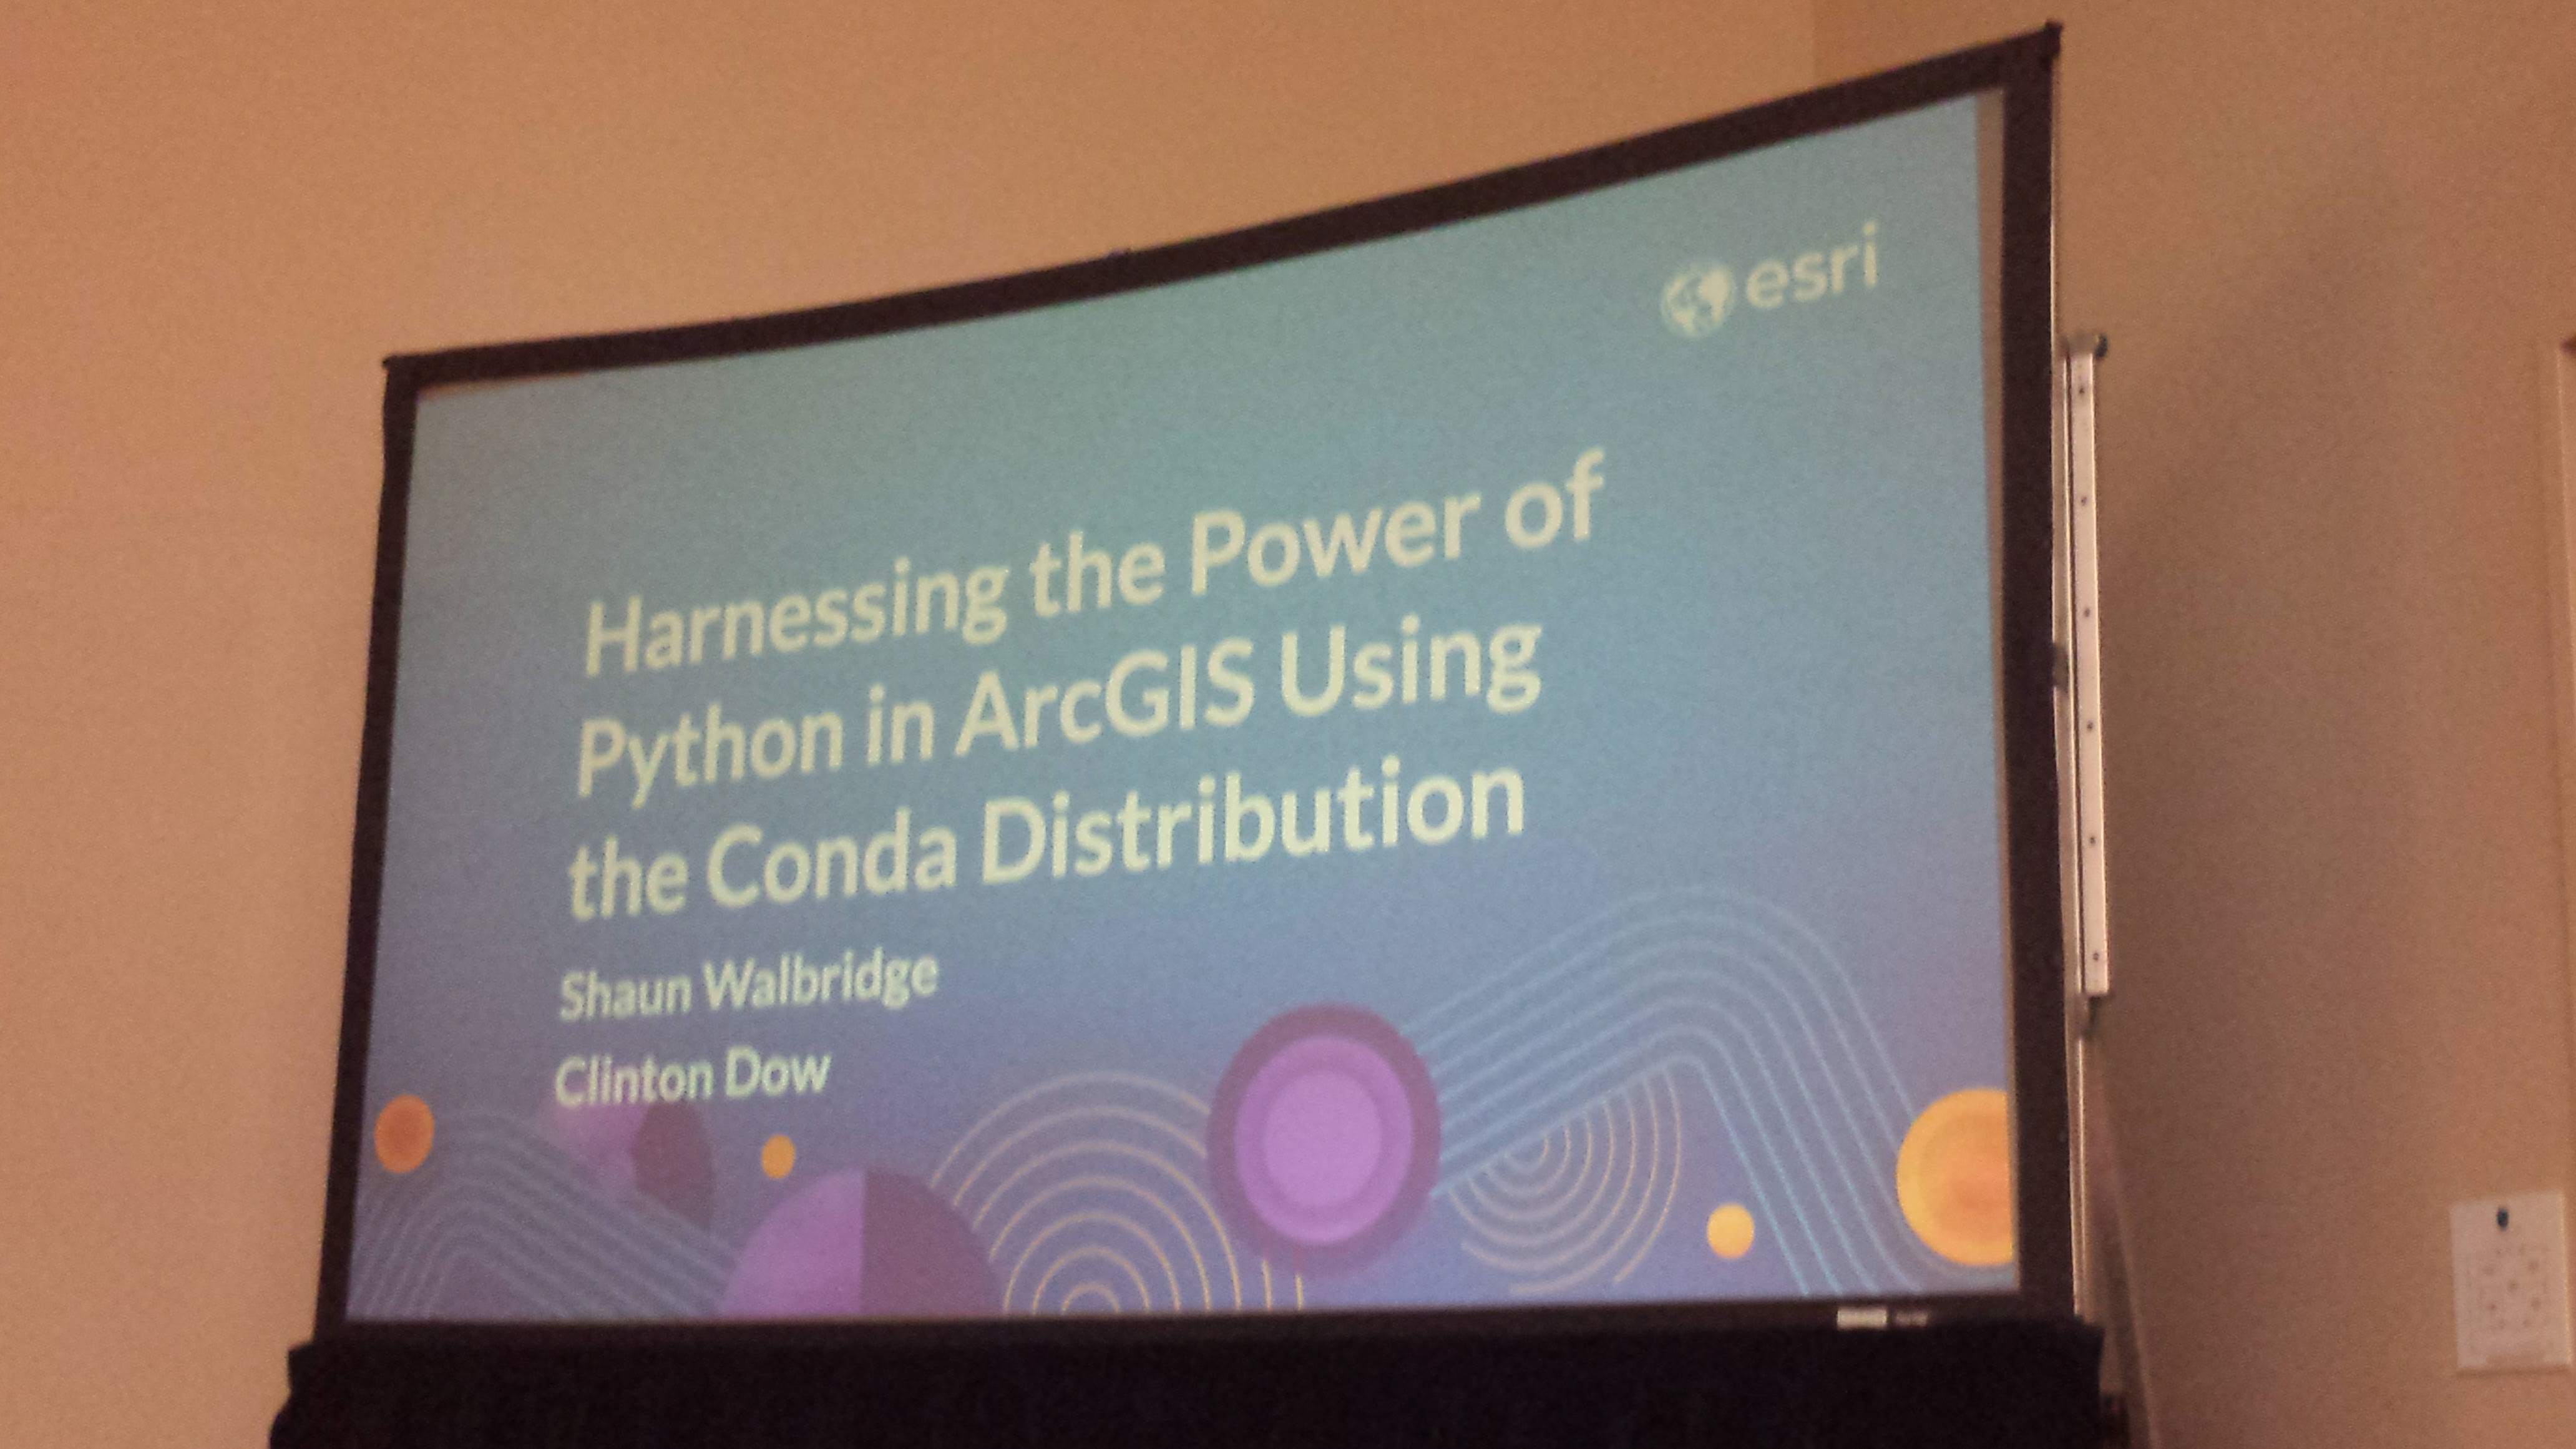 esri
Harnessing the Power of
Python in ArcGIS Using
the Conda Distribution
Shaun Walbridge
Clinton Dow